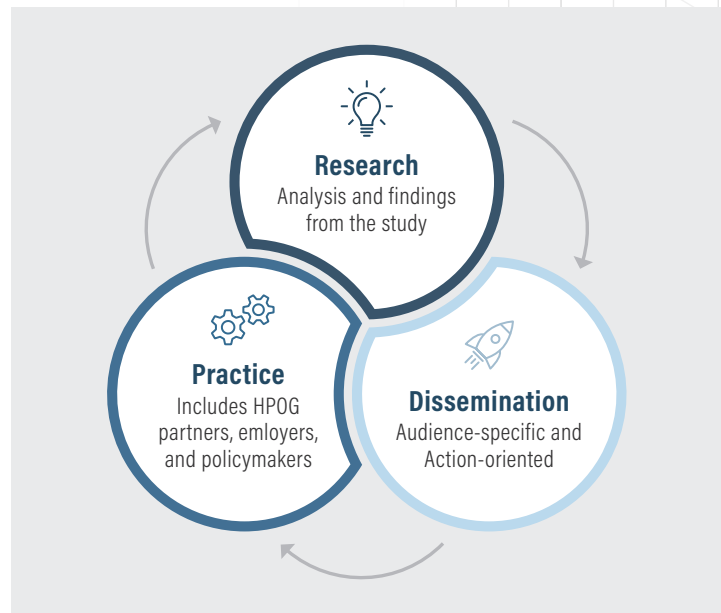 Research
Analysis and findings
from the study
Practice
Includes HPOG
partners, emloyers,
and policymakers
Dissemination
Audience-specific and
Action-oriented